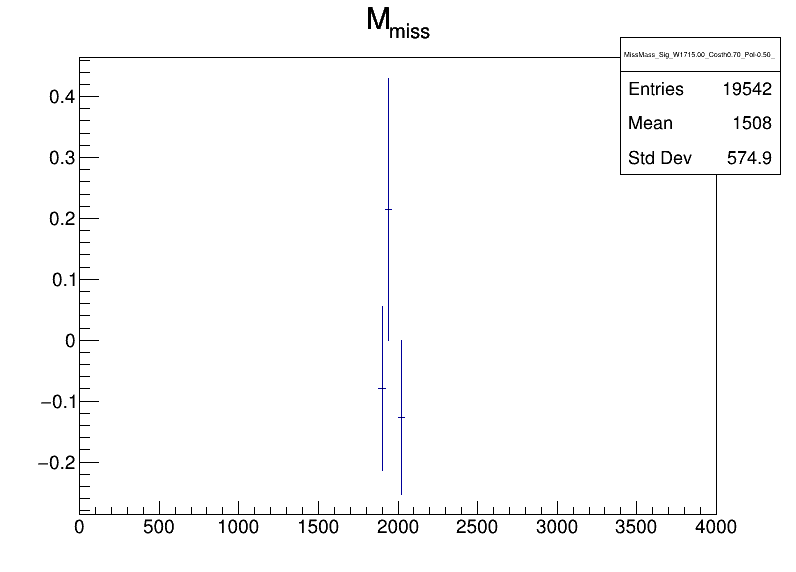 M_miss
MissMass_Sig_W1715.00_Costh0.70_Pol-0.50_
Entries 19542
Mean 1508
Std Dev 574.9
0.4
0.3
0.2
0.1
0
−0.1
−0.2
0 500 1000 1500 2000 2500 3000 3500 4000